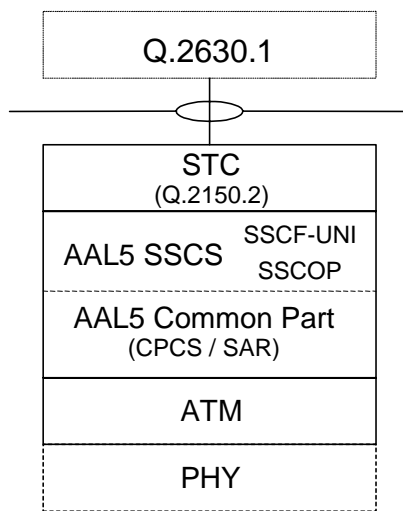 Q.2630.1
STC
(Q.2150.2)
AAL5 SSCS
SSCF-UNI
SSCOP
AAL5 Common Part
(CPCS / SAR)
ATM
PHY